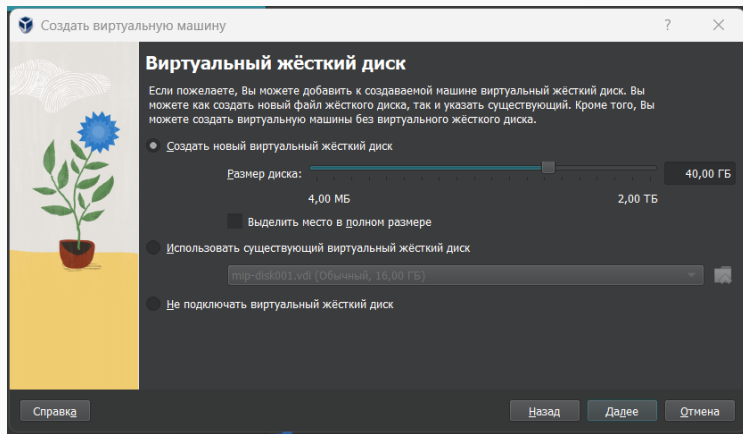 Создать виртуальную машину
?
Виртуальный жёсткий диск
Если пожелаете, Вы можете добавить к создаваемой машине виртуальный жёсткий диск. Вы
можете как создать новый файл жёсткого диска, так и указать существующий. Кроме того, Вы
можете создать виртуальную машины без виртуального жёсткого диска.
Создать новый виртуальный жёсткий диск
Размер диска:
40,00 ГБ
4,00 МБ
2,00 ТБ
Выделить место в полном размере
Использовать существующий виртуальный жёсткий диск
mip-disk001.vdi (Обычный, 16,00 ГБ)
Не подключать виртуальный жёсткий диск
Справка
Назад
Далее
Отмена